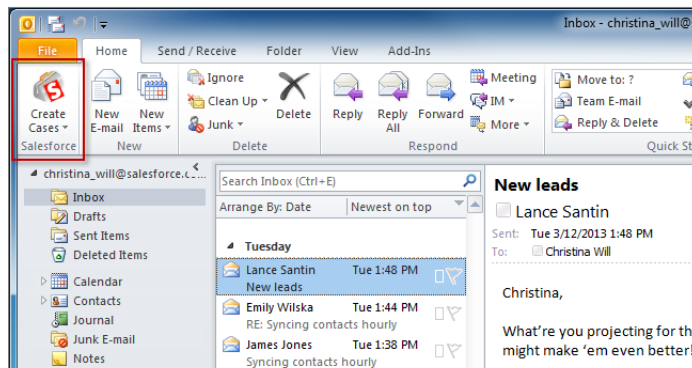 Inbox - christina_will@
File Home Send / Receive Folder View Add-Ins
Create Cases
Salesforce
New E-mail
New Items
New
Ignore
Clean Up
Junk
Delete
Delete
Reply
Reply All
Forward
Meeting
IM
More
Respond
Move to: ?
Team E-mail
Reply & Delete
Quick St
christina_will@salesforce.c...
Inbox
Drafts
Sent Items
Deleted Items
Calendar
Contacts
Journal
Junk E-mail
Notes
Search Inbox (Ctrl+E)
Arrange By: Date Newest on top
Tuesday
Lance Santin Tue 1:48 PM
New leads
Emily Wilska Tue 1:44 PM
RE: Syncing contacts hourly
James Jones Tue 1:38 PM
Syncing contacts hourly
New leads
Lance Santin
Sent: Tue 3/12/2013 1:48 PM
To: Christina Will
Christina,
What're you projecting for th
might make 'em even better!